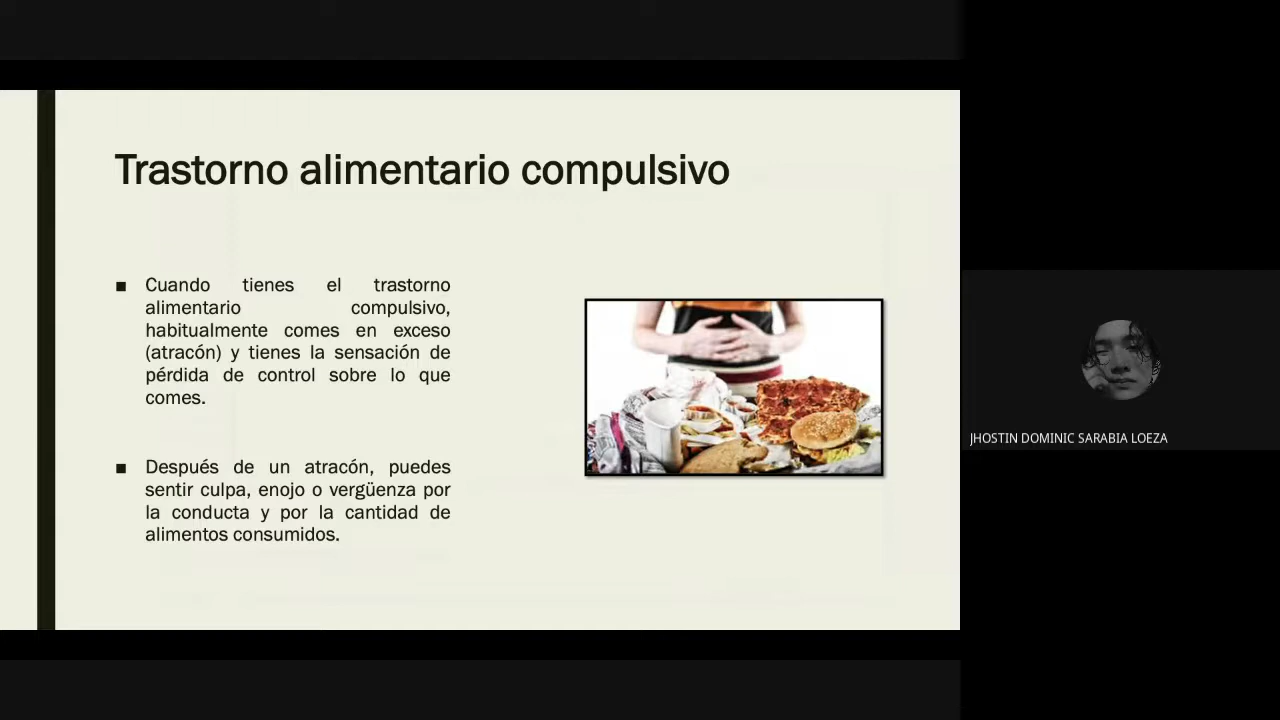 Trastorno alimentario compulsivo
■ Cuando tienes el trastorno
alimentario compulsivo,
habitualmente comes en exceso
(atracón) y tienes la sensación de
pérdida de control sobre lo que
comes.
■ Después de un atracón, puedes
sentir culpa, enojo o vergüenza por
la conducta y por la cantidad de
alimentos consumidos.
JHOSTIN DOMINIC SARABIA LOEZA